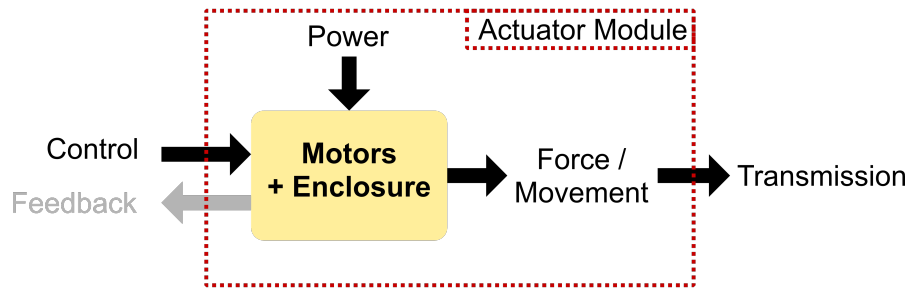 Actuator Module
Power
Control
Motors
+ Enclosure
Force /
Movement
Transmission
Feedback